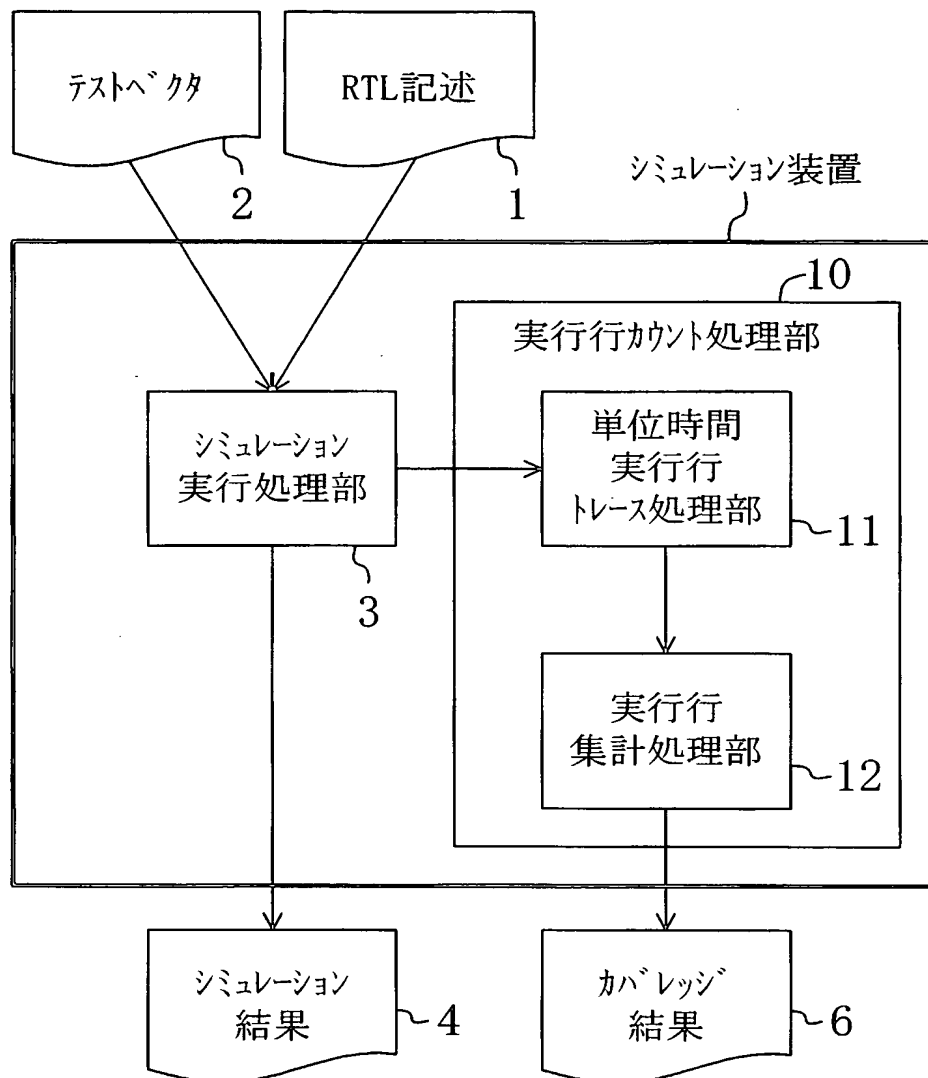 テストベクタ
RTL記述
2
1
シミュレーション装置
10
実行行カウント処理部
シミュレーション
実行処理部
3
単位時間
実行行
トレース処理部
11
実行行
集計処理部
12
シミュレーション
結果
4
カバレッジ
結果
6